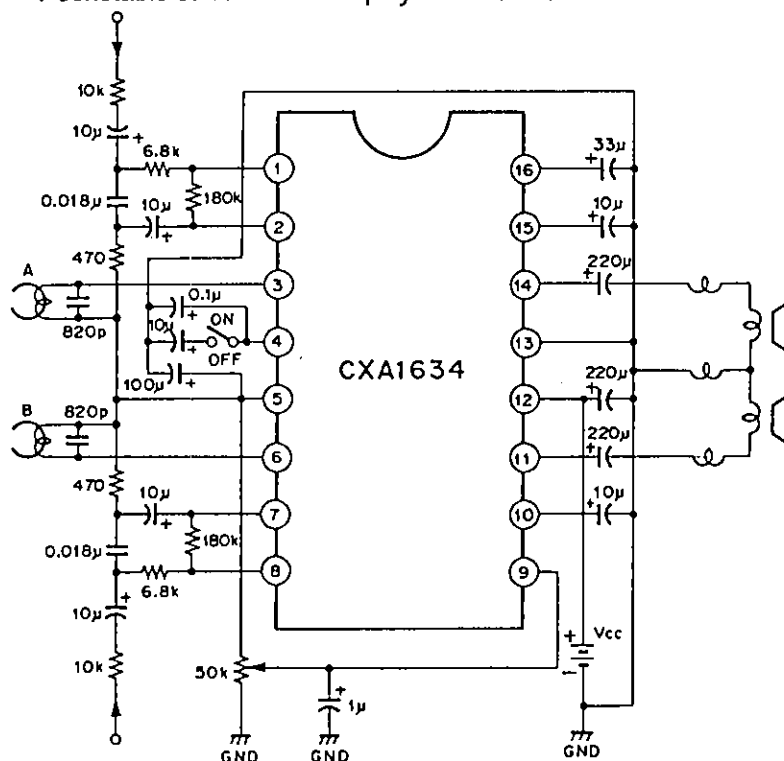 10k
10μ +
6.8k
1
16
33μ
+
0.018μ
10μ
+
180k
2
15
10μ
+
470
A
3
14
220μ
+
820p
0.1μ
+
ON
10μ
+
OFF
4
13
100μ
+
CXA1634
5
12
220μ
+
B
820p
6
11
220μ
+
470
10μ
+
7
10
10μ
+
180k
0.018μ
8
9
6.8k
10μ
+
10k
50k
+
1μ
+
Vcc
−
GND
GND
GND